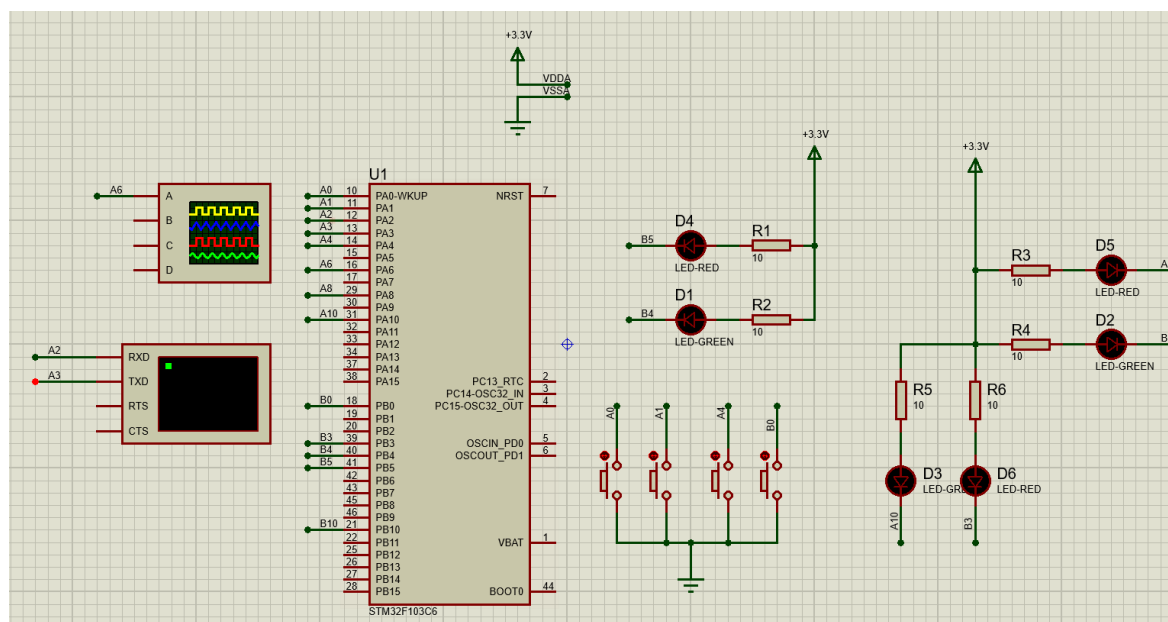 +3.3V
VDDA
VSSA
A6
A
B
C
D
A2
RXD
A3
TXD
RTS
CTS
U1
A0 10 PA0-WKUP
A1 11 PA1
A2 12 PA2
A3 13 PA3
A4 14 PA4
15 PA5
A6 16 PA6
17 PA7
A8 29 PA8
30 PA9
A10 31 PA10
32 PA11
33 PA12
34 PA13
37 PA14
38 PA15
B0 18 PB0
19 PB1
20 PB2
B3 39 PB3
B4 40 PB4
B5 41 PB5
42 PB6
43 PB7
45 PB8
46 PB9
B10 21 PB10
22 PB11
25 PB12
26 PB13
27 PB14
28 PB15
NRST 7
PC13_RTC 2
PC14-OSC32_IN 3
PC15-OSC32_OUT 4
OSCIN_PD0 5
OSCOUT_PD1 6
VBAT 1
BOOT0 44
STM32F103C6
+3.3V
B5
D4
LED-RED
R1
10
B4
D1
LED-GREEN
R2
10
A0
A1
A4
B0
+3.3V
R3
10
D5
LED-RED
A
R4
10
D2
LED-GREEN
B
R5
10
R6
10
D3
LED-GR
D6
LED-RED
A10
B3